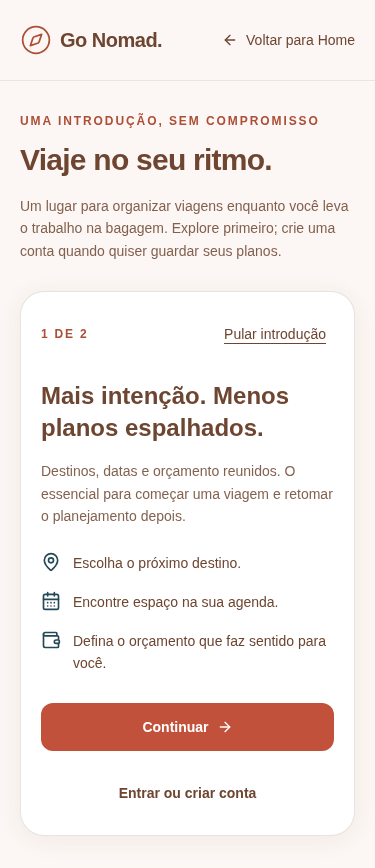 Go Nomad.
Voltar para Home
UMA INTRODUÇÃO, SEM COMPROMISSO
Viaje no seu ritmo.
Um lugar para organizar viagens enquanto você leva
o trabalho na bagagem. Explore primeiro; crie uma
conta quando quiser guardar seus planos.
1 DE 2
Pular introdução
Mais intenção. Menos
planos espalhados.
Destinos, datas e orçamento reunidos. O
essencial para começar uma viagem e retomar
o planejamento depois.
Escolha o próximo destino.
Encontre espaço na sua agenda.
Defina o orçamento que faz sentido para
você.
Continuar
Entrar ou criar conta